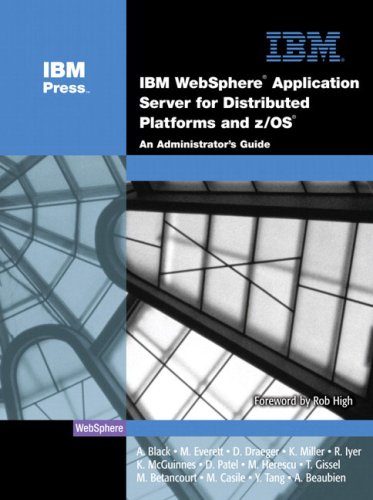 IBM
Press™
IBM
IBM WebSphere® Application
Server for Distributed
Platforms and z/OS®
An Administrator's Guide
Foreword by Rob High
WebSphere
A. Black • M. Everett • D. Draeger • K. Miller • R. Iyer
K. McGuinnes • D. Patel • M. Herescu • T. Gissel
M. Betancourt • M. Casile • Y. Tang • A. Beaubien